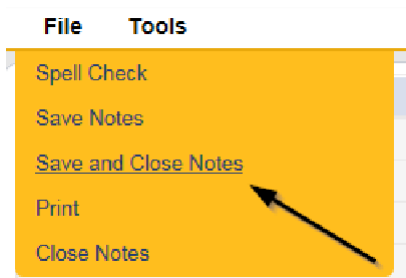 File Tools
Spell Check
Save Notes
Save and Close Notes
Print
Close Notes